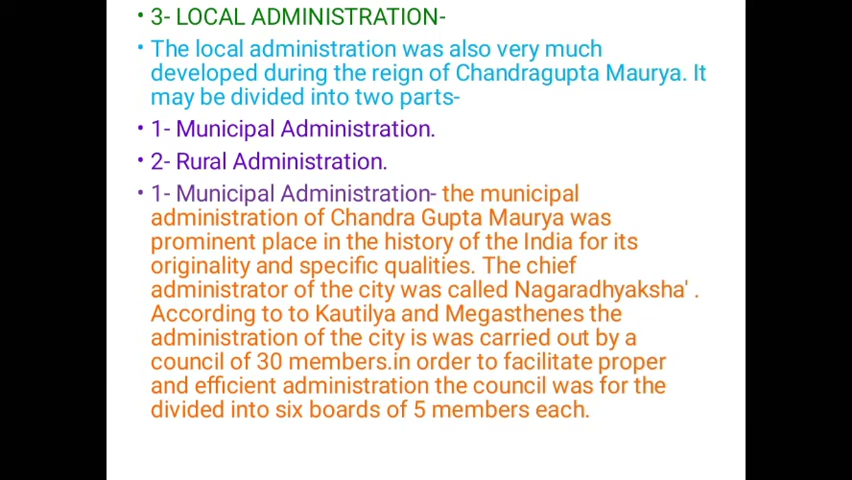 • 3- LOCAL ADMINISTRATION-
• The local administration was also very much
developed during the reign of Chandragupta Maurya. It
may be divided into two parts-
• 1- Municipal Administration.
• 2- Rural Administration.
• 1- Municipal Administration- the municipal
administration of Chandra Gupta Maurya was
prominent place in the history of the India for its
originality and specific qualities. The chief
administrator of the city was called Nagaradhyaksha' .
According to to Kautilya and Megasthenes the
administration of the city is was carried out by a
council of 30 members.in order to facilitate proper
and efficient administration the council was for the
divided into six boards of 5 members each.